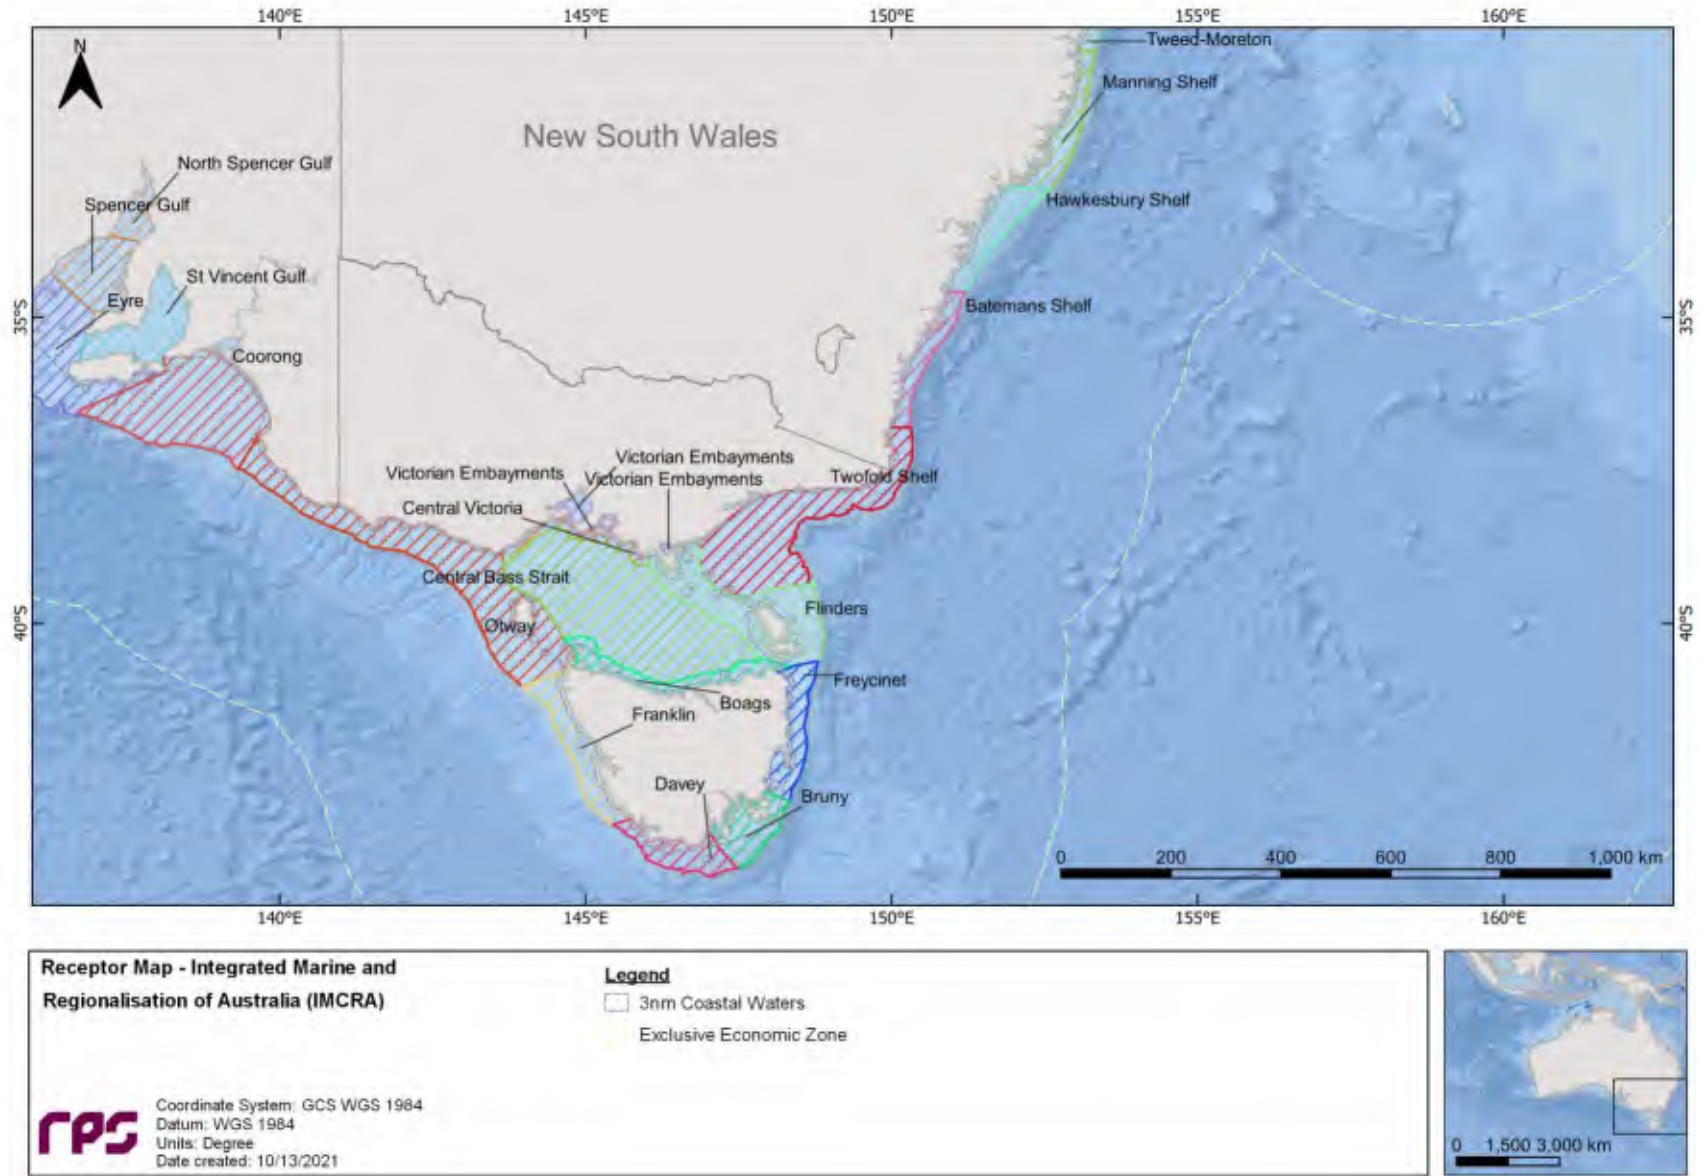 140°E 145°E 150°E 155°E 160°E
N
Tweed-Moreton
Manning Shelf
New South Wales
North Spencer Gulf
Spencer Gulf
Hawkesbury Shelf
St Vincent Gulf
Eyre
Batemans Shelf
35°S 35°S
Coorong
Victorian Embayments
Victorian Embayments
Victorian Embayments
Twofold Shelf
Central Victoria
Central Bass Strait
Flinders
40°S 40°S
Otway
Freycinet
Boags
Franklin
Davey
Bruny
0 200 400 600 800 1,000 km
140°E 145°E 150°E 155°E 160°E
Receptor Map - Integrated Marine and
Regionalisation of Australia (IMCRA)
Legend
3nm Coastal Waters
Exclusive Economic Zone
rps
Coordinate System: GCS WGS 1984
Datum: WGS 1984
Units: Degree
Date created: 10/13/2021
0 1,500 3,000 km